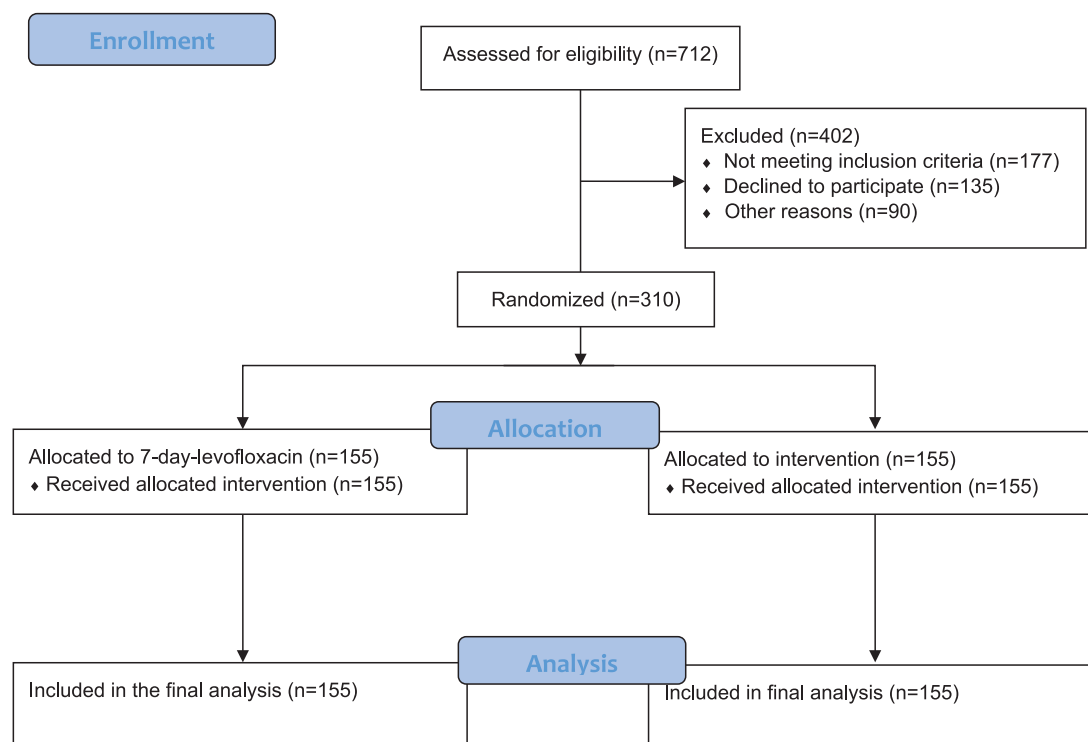 Enrollment
Assessed for eligibility (n=712)
Excluded (n=402)
♦ Not meeting inclusion criteria (n=177)
♦ Declined to participate (n=135)
♦ Other reasons (n=90)
Randomized (n=310)
Allocation
Allocated to 7-day-levofloxacin (n=155)
♦ Received allocated intervention (n=155)
Allocated to intervention (n=155)
♦ Received allocated intervention (n=155)
Analysis
Included in the final analysis (n=155)
Included in final analysis (n=155)